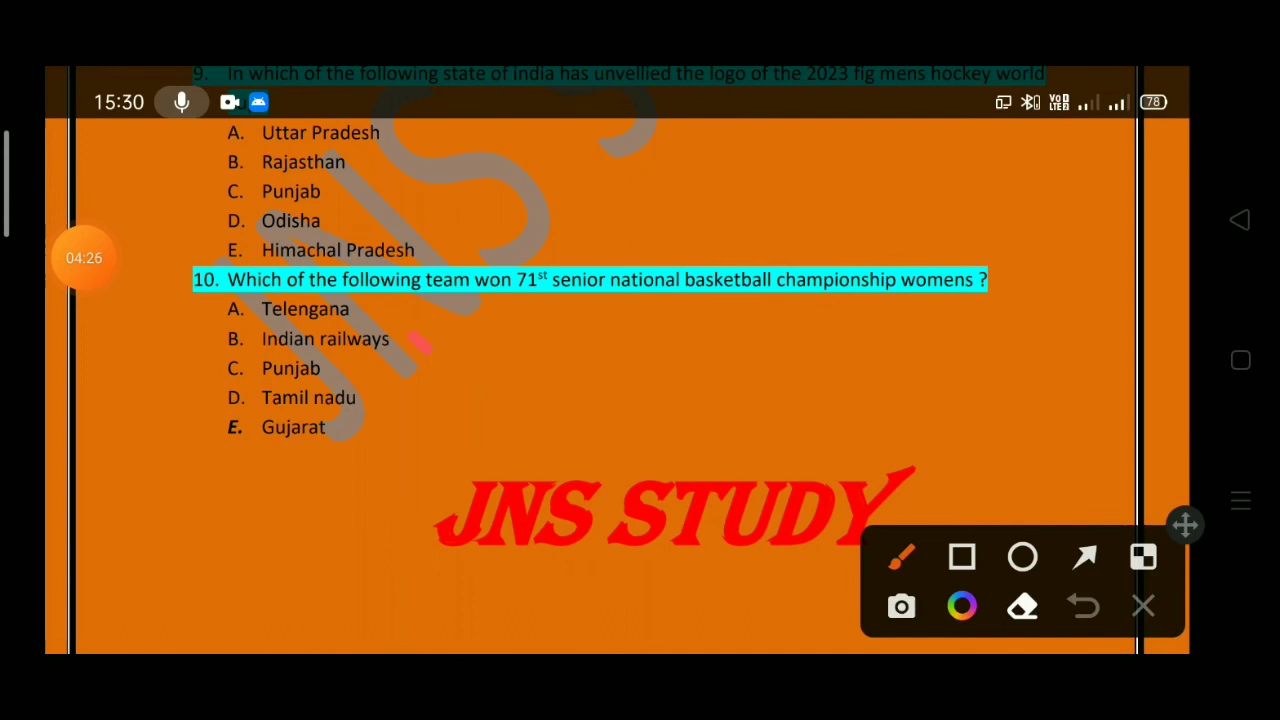 9. In which of the following state of India has unvellied the logo of the 2023 fig mens hockey world
15:30 78
A. Uttar Pradesh
B. Rajasthan
C. Punjab
D. Odisha
E. Himachal Pradesh
04:26
10. Which of the following team won 71st senior national basketball championship womens ?
A. Telengana
B. Indian railways
C. Punjab
D. Tamil nadu
E. Gujarat
JNS STUDY